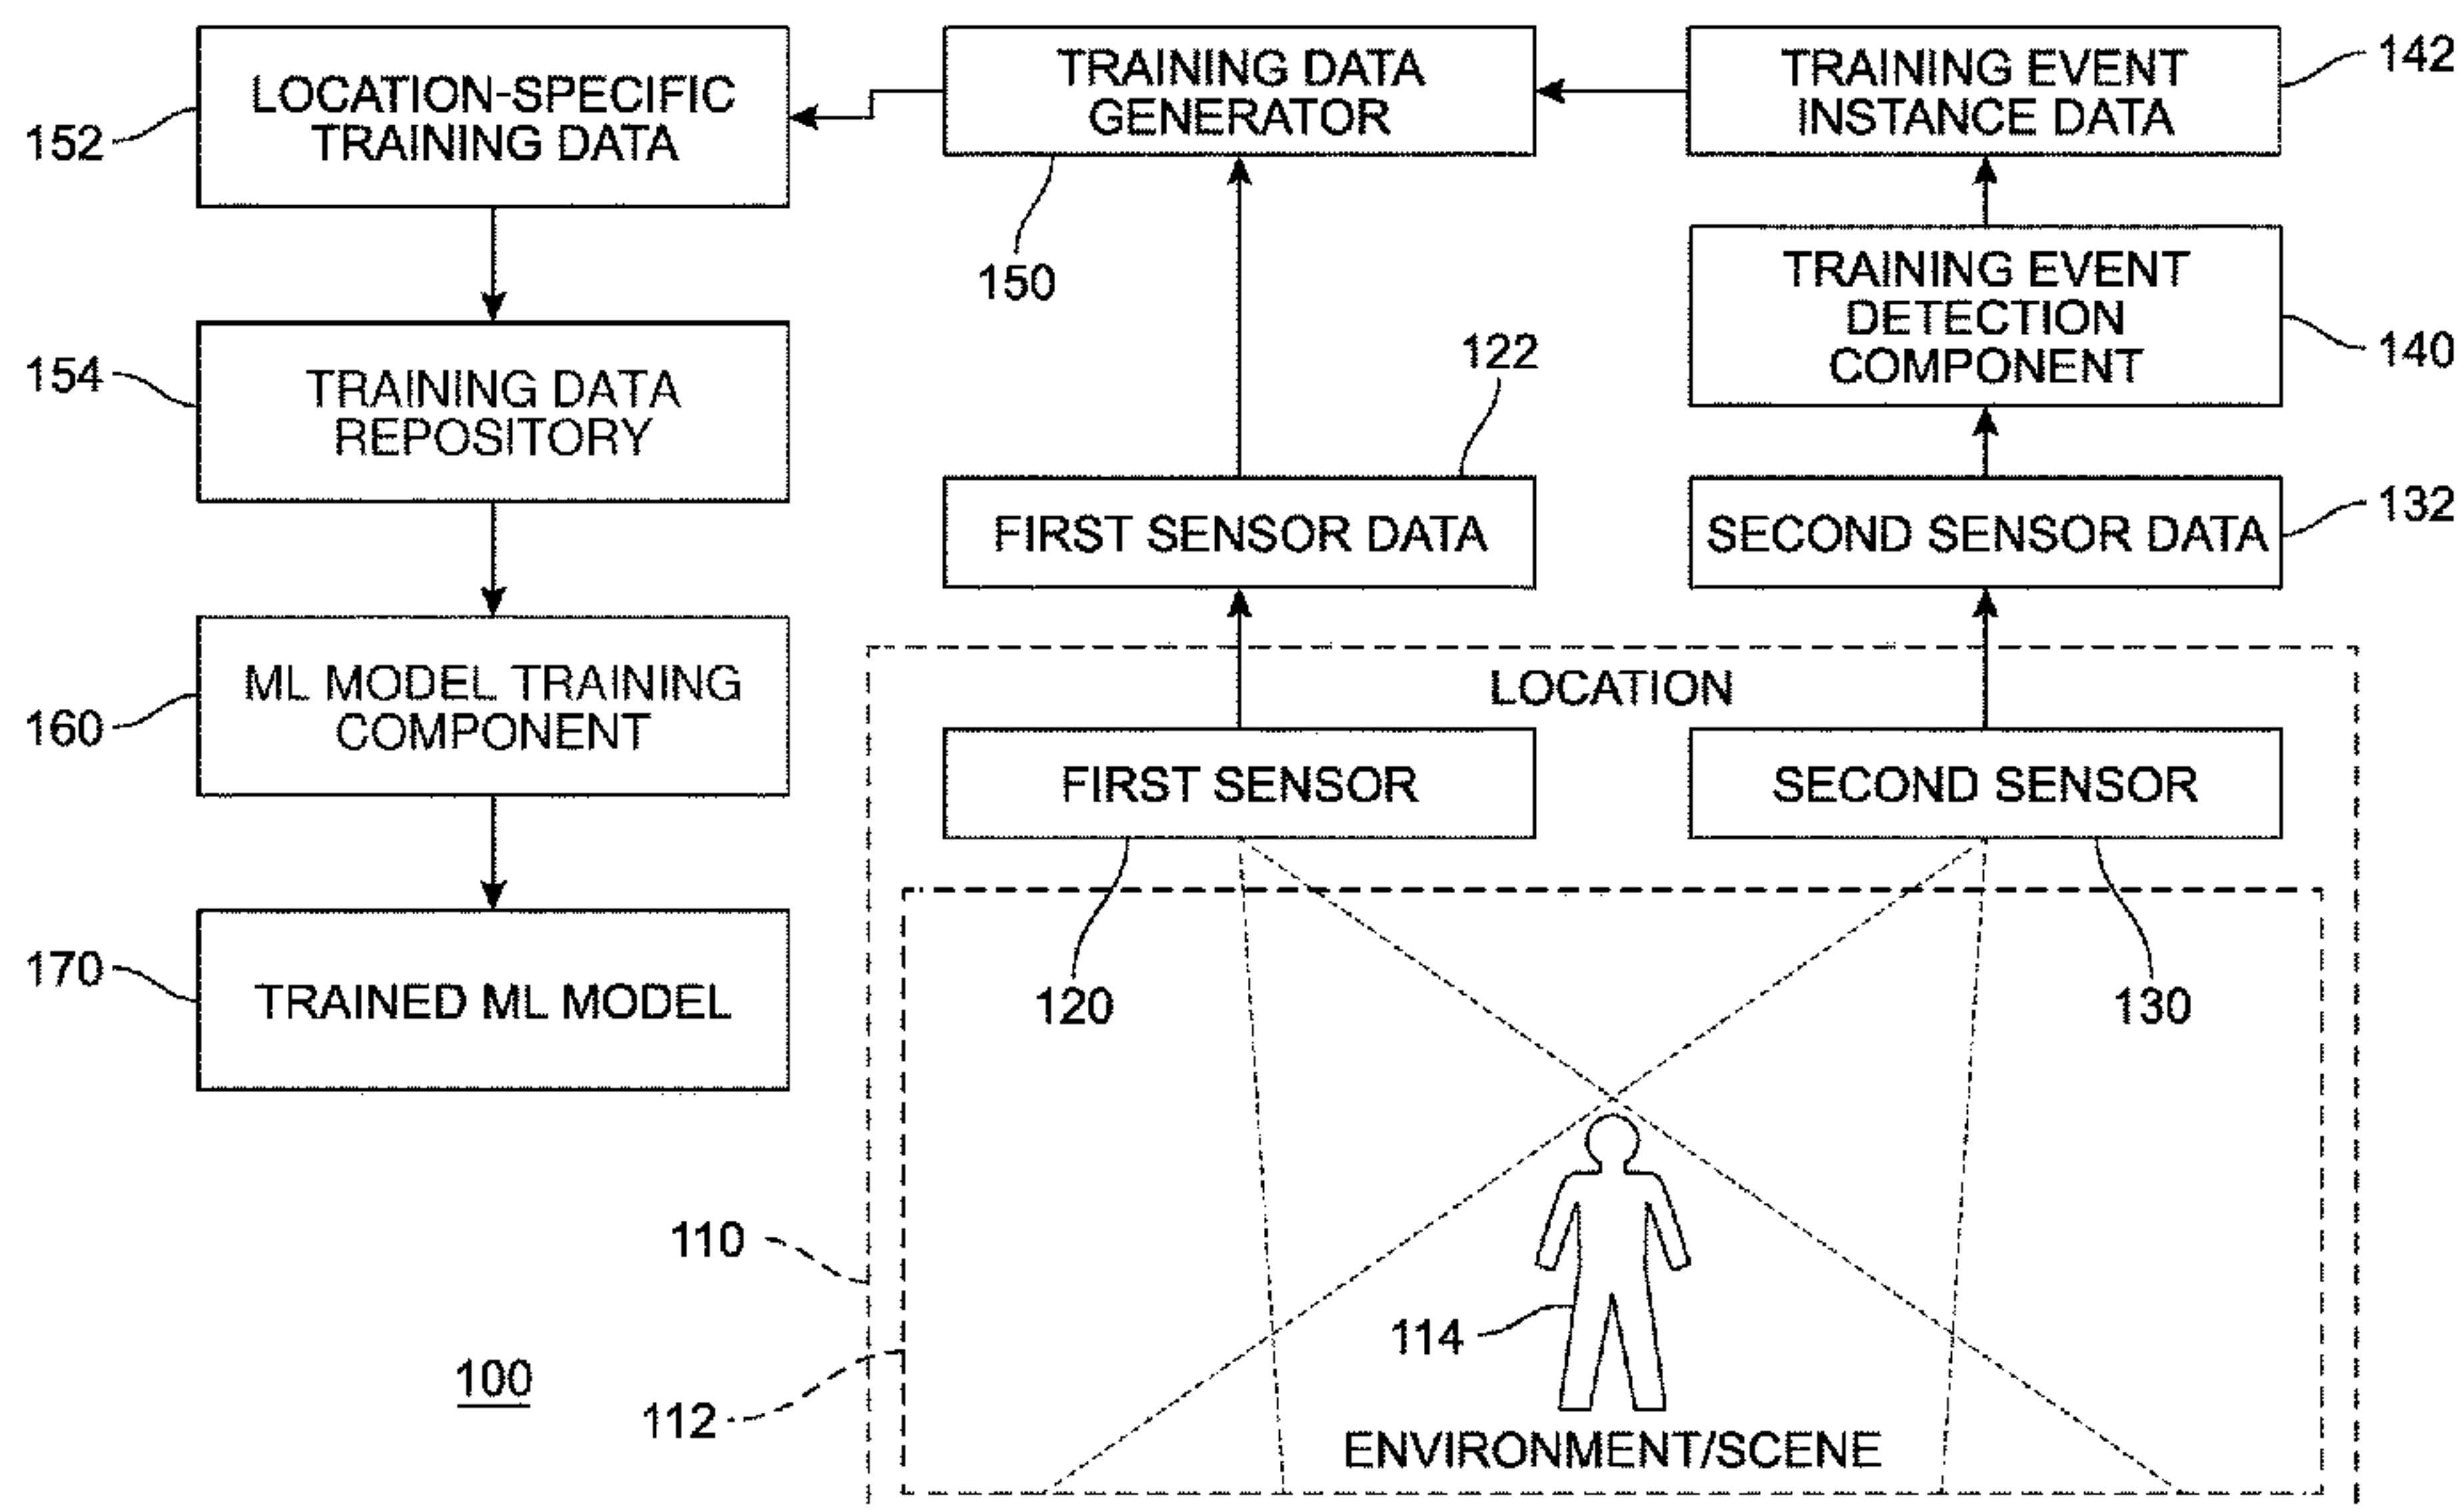 LOCATION-SPECIFIC
TRAINING DATA
152
TRAINING DATA
GENERATOR
150
TRAINING EVENT
INSTANCE DATA
142
TRAINING EVENT
DETECTION
COMPONENT
140
TRAINING DATA
REPOSITORY
154
122
FIRST SENSOR DATA
SECOND SENSOR DATA
132
ML MODEL TRAINING
COMPONENT
160
LOCATION
FIRST SENSOR
SECOND SENSOR
120
130
TRAINED ML MODEL
170
110
114
112
100
ENVIRONMENT/SCENE